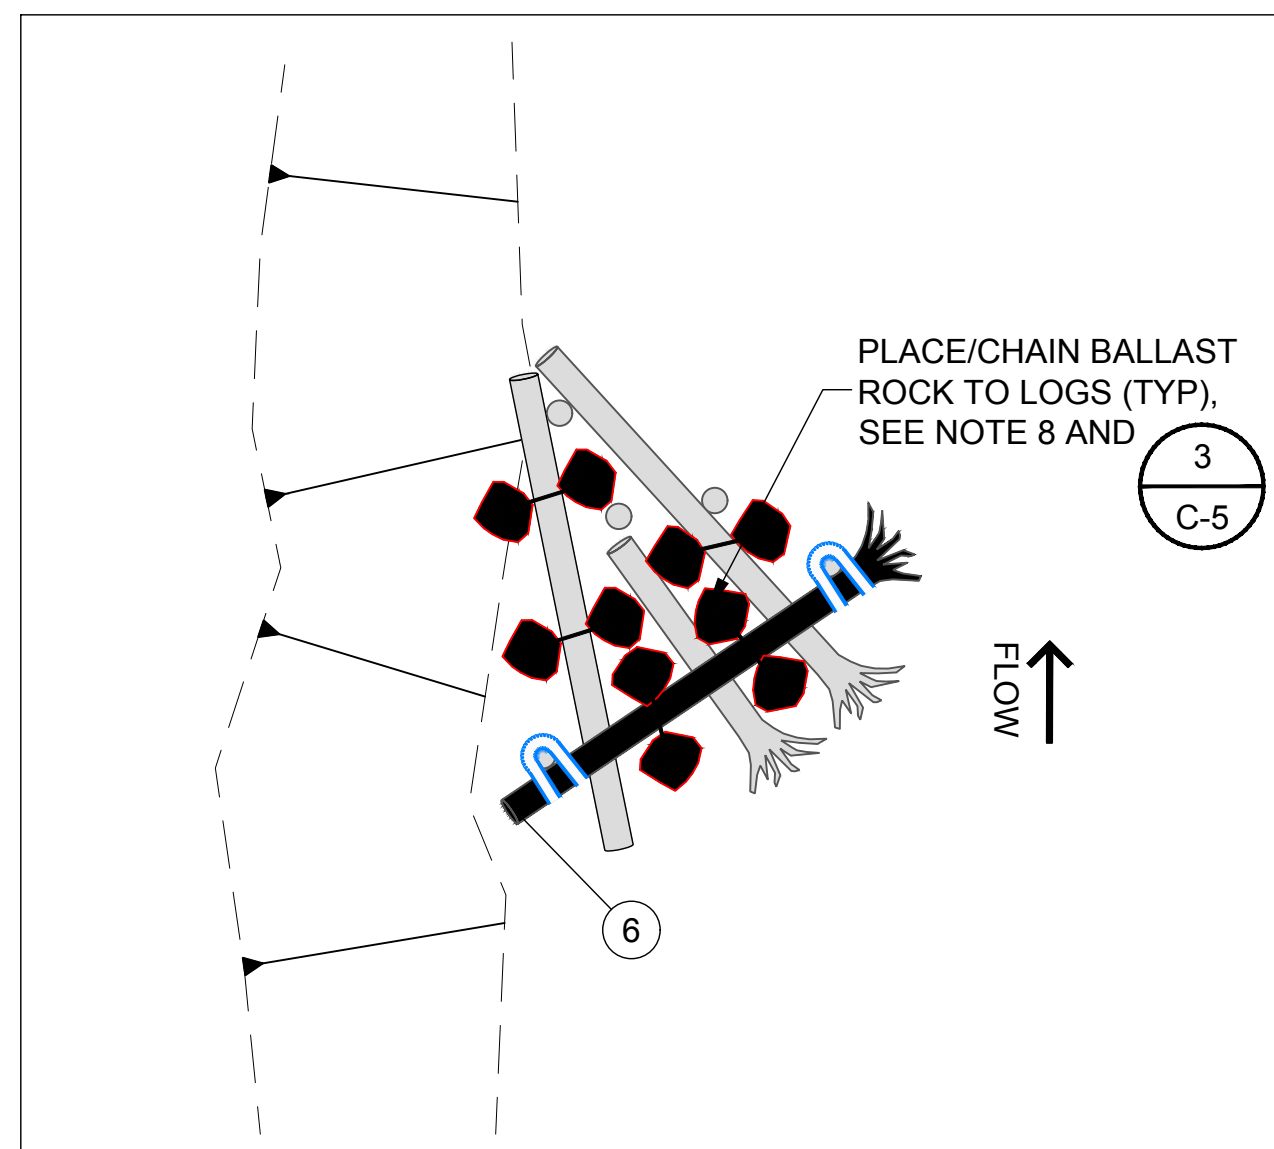 PLACE/CHAIN BALLAST
ROCK TO LOGS (TYP),
SEE NOTE 8 AND
3
C-5
FLOW
6